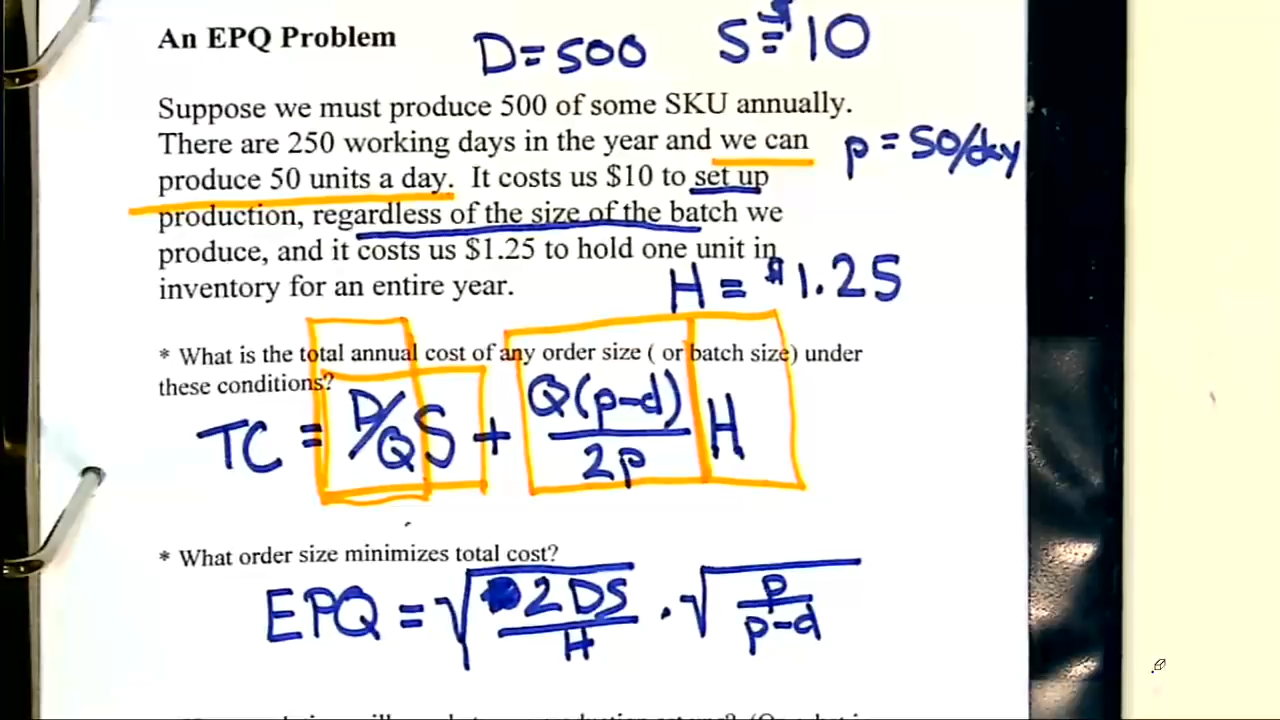 An EPQ Problem
D=500 S=$10
Suppose we must produce 500 of some SKU annually.
There are 250 working days in the year and we can
p=50/day
produce 50 units a day. It costs us $10 to set up
production, regardless of the size of the batch we
produce, and it costs us $1.25 to hold one unit in
inventory for an entire year.
H = $1.25
* What is the total annual cost of any order size ( or batch size) under
these conditions?
TC = D/Q S + Q(p-d)/2p H
* What order size minimizes total cost?
EPQ = √2DS/H · √p/p-d